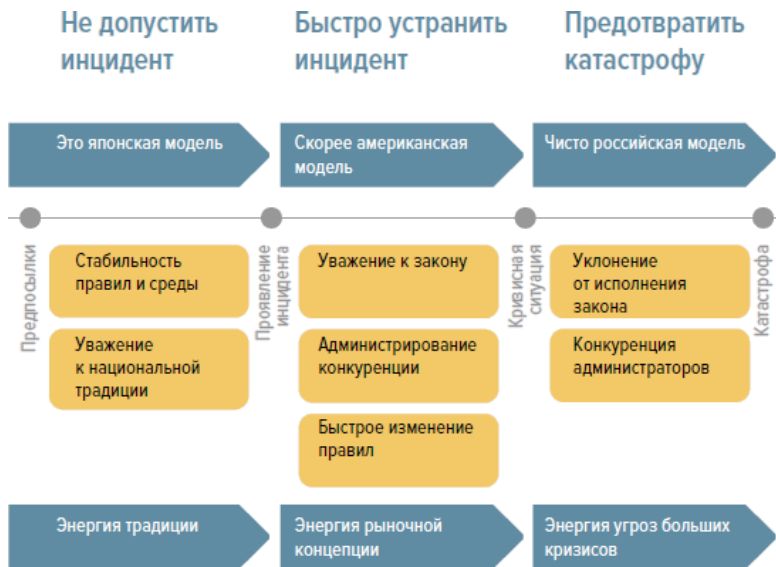 Не допустить
инцидент
Быстро устранить
инцидент
Предотвратить
катастрофу
Это японская модель
Скорее американская
модель
Чисто российская модель
Предпосылки
Стабильность
правил и среды
Уважение
к национальной
традиции
Проявление
инцидента
Уважение к закону
Администрирование
конкуренции
Быстрое изменение
правил
Кризисная
ситуация
Уклонение
от исполнения
закона
Конкуренция
администраторов
Катастрофа
Энергия традиции
Энергия рыночной
концепции
Энергия угроз больших
кризисов